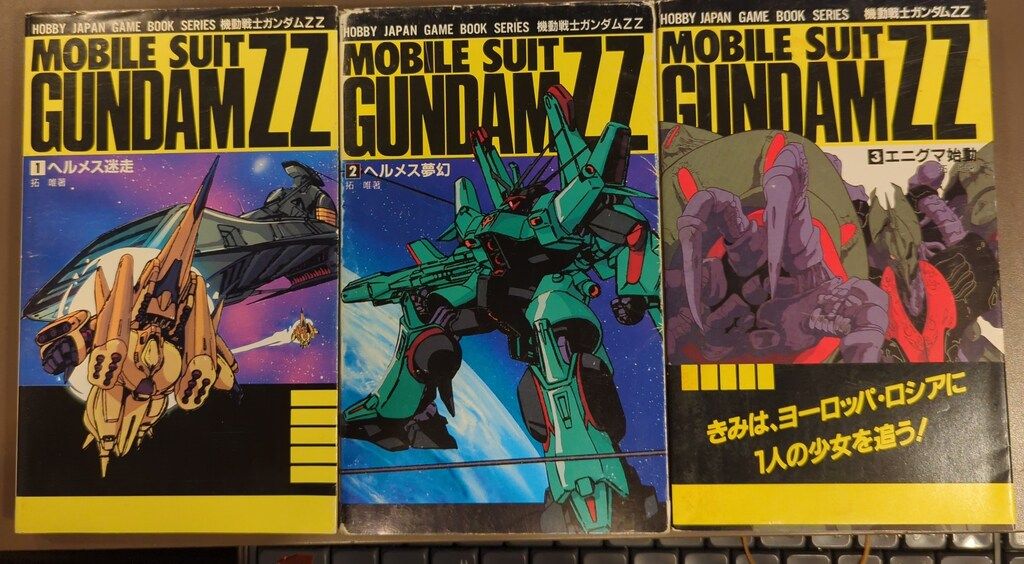 HOBBY JAPAN GAME BOOK SERIES 機動戦士ガンダムZZ
MOBILE SUIT
GUNDAM ZZ
1 ヘルメス迷走
拓 唯著
HOBBY JAPAN GAME BOOK SERIES 機動戦士ガンダムZZ
MOBILE SUIT
GUNDAM ZZ
2 ヘルメス夢幻
拓 唯著
HOBBY JAPAN GAME BOOK SERIES 機動戦士ガンダムZZ
MOBILE SUIT
GUNDAM ZZ
3 エニグマ始動
きみは、ヨーロッパ・ロシアに
1人の少女を追う!